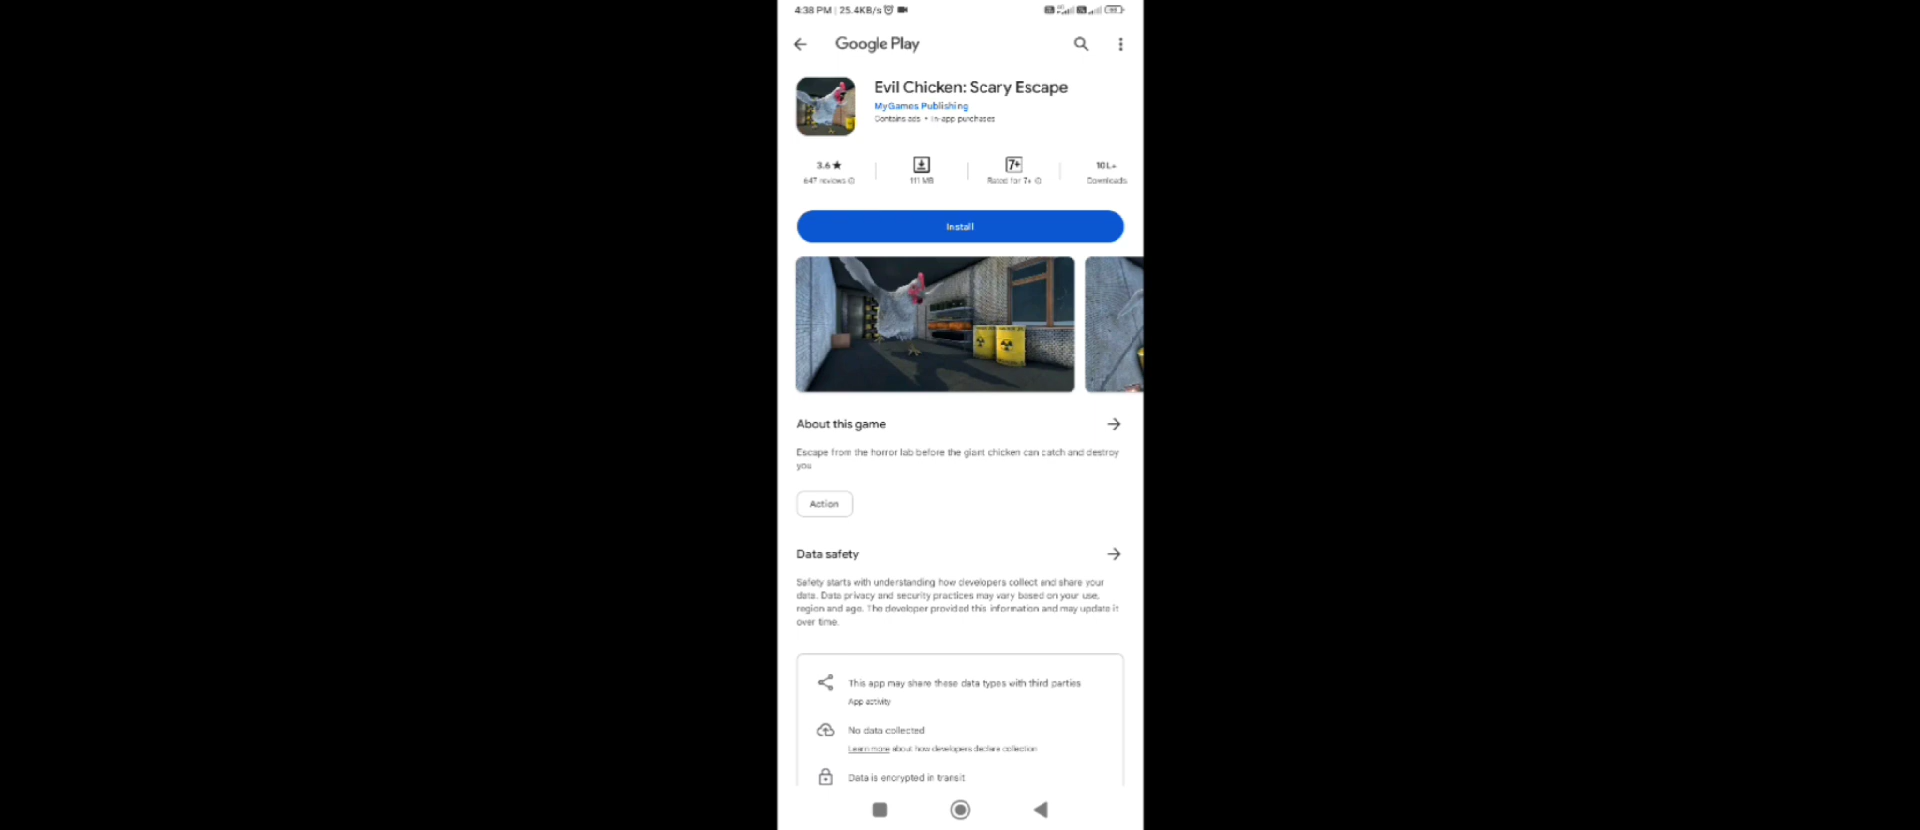 4:38 PM | 25.4KB/s
Google Play
Evil Chicken: Scary Escape
MyGames Publishing
Contains ads • In-app purchases
3.6★
647 reviews
111 MB
7+
Rated for 7+
10L+
Downloads
Install
About this game
Escape from the horror lab before the giant chicken can catch and destroy
you
Action
Data safety
Safety starts with understanding how developers collect and share your
data. Data privacy and security practices may vary based on your use,
region and age. The developer provided this information and may update it
over time.
This app may share these data types with third parties
App activity
No data collected
Learn more about how developers declare collection
Data is encrypted in transit